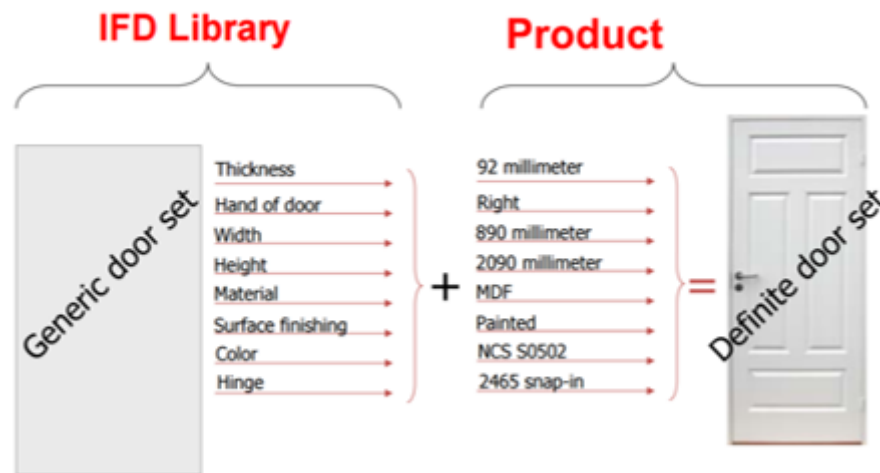 IFD Library
Product
Generic door set
Thickness
Hand of door
Width
Height
Material
Surface finishing
Color
Hinge
+
92 millimeter
Right
890 millimeter
2090 millimeter
MDF
Painted
NCS S0502
2465 snap-in
=
Definite door set